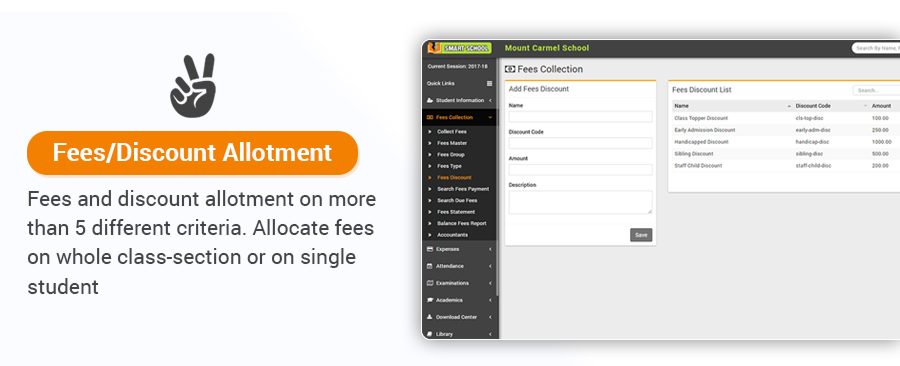 Fees/Discount Allotment
Fees and discount allotment on more
than 5 different criteria. Allocate fees
on whole class-section or on single
student
SMART SCHOOL
Mount Carmel School
Search By Name,
Current Session: 2017-18
Quick Links
Student Information
Fees Collection
Collect Fees
Fees Master
Fees Group
Fees Type
Fees Discount
Search Fees Payment
Search Due Fees
Fees Statement
Balance Fees Report
Accountants
Expenses
Attendance
Examinations
Academics
Download Center
Library
Fees Collection
Add Fees Discount
Name
Discount Code
Amount
Description
Save
Fees Discount List
Search...
Name Discount Code Amount
Class Topper Discount cls-top-disc 100.00
Early Admission Discount early-adm-disc 250.00
Handicapped Discount handicap-disc 1000.00
Sibling Discount sibling-disc 500.00
Staff Child Discount staff-child-disc 200.00